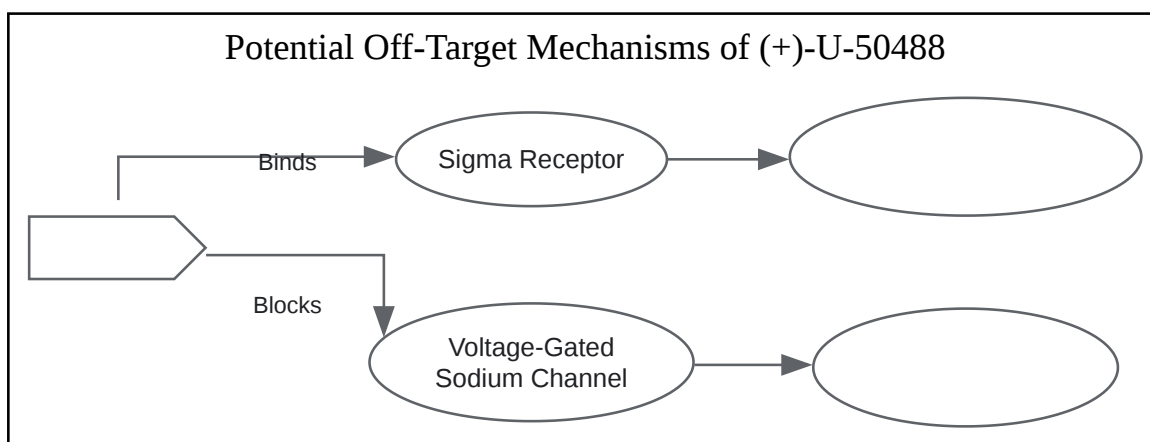 Potential Off-Target Mechanisms of (+)-U-50488
Binds
Sigma Receptor
Blocks
Voltage-Gated
Sodium Channel